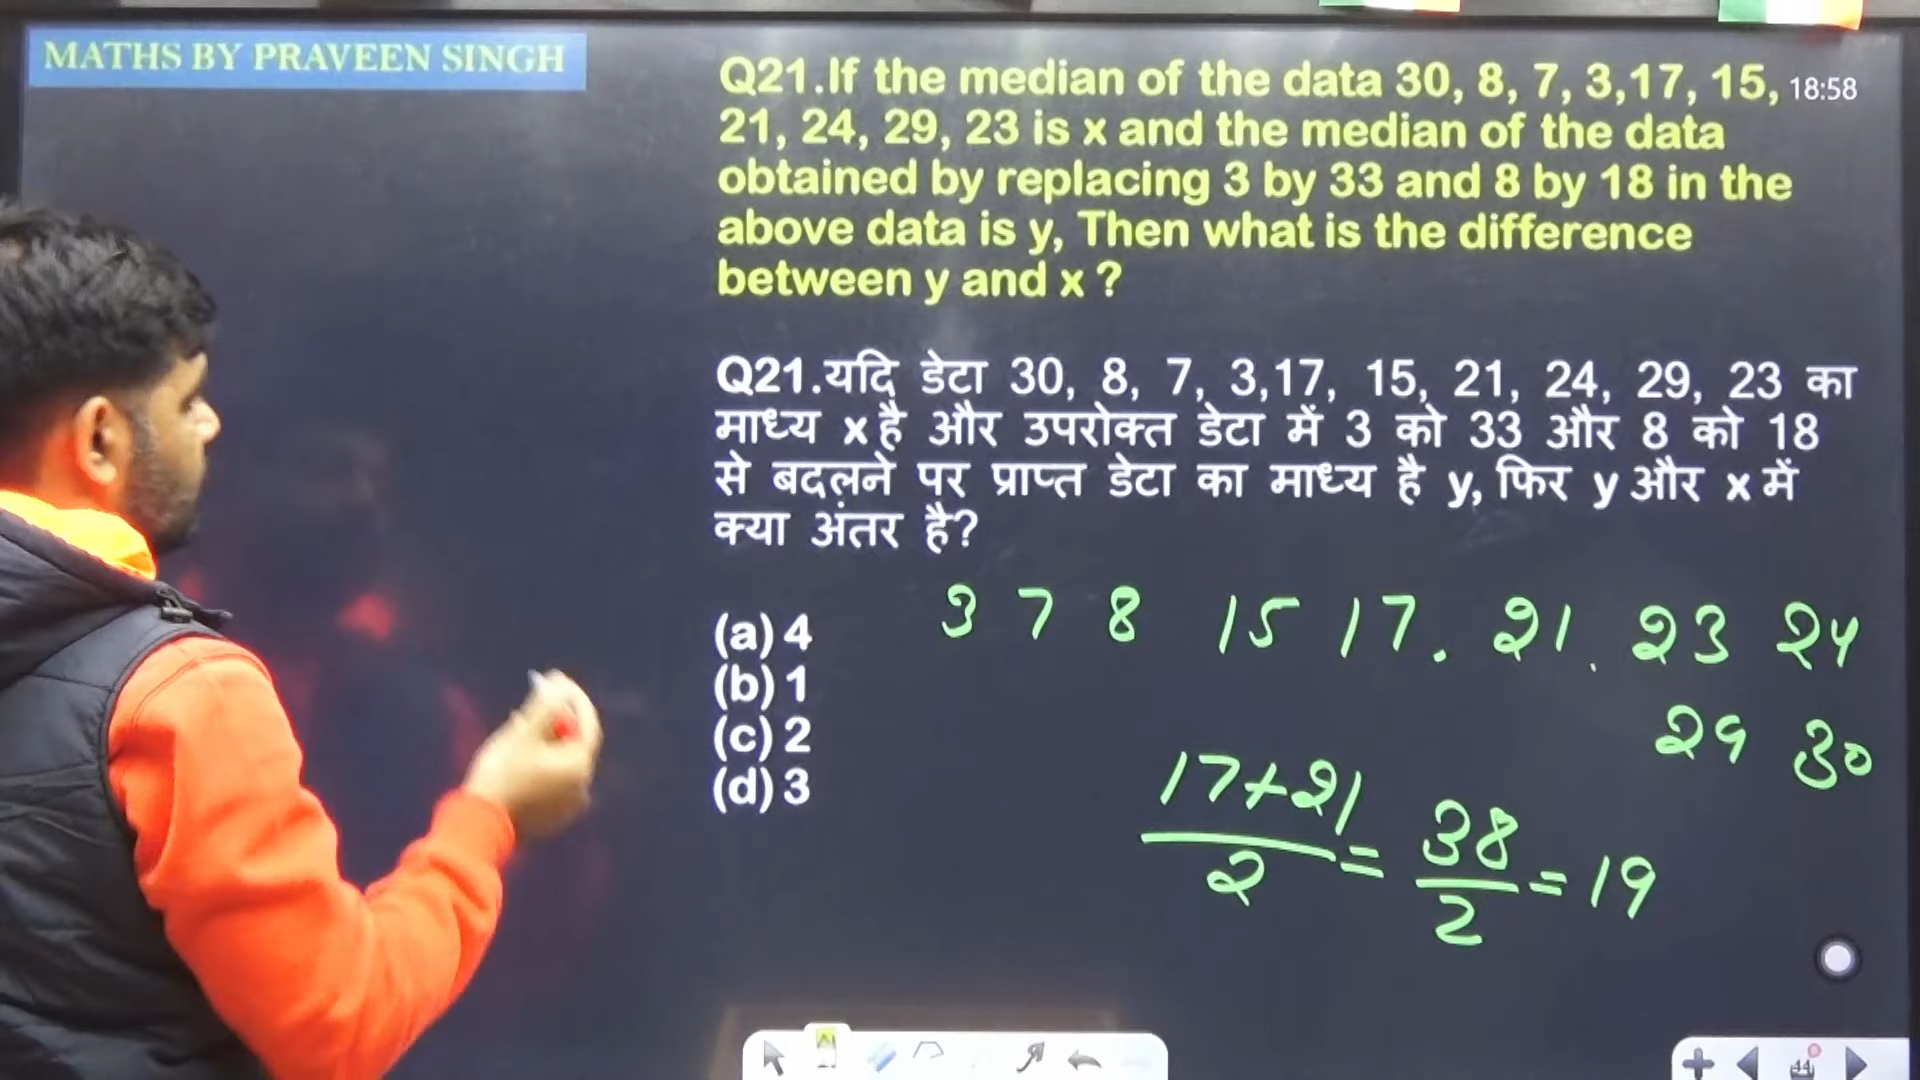 MATHS BY PRAVEEN SINGH
Q21.If the median of the data 30, 8, 7, 3,17, 15,
18:58
21, 24, 29, 23 is x and the median of the data
obtained by replacing 3 by 33 and 8 by 18 in the
above data is y, Then what is the difference
between y and x ?
Q21.यदि डेटा 30, 8, 7, 3,17, 15, 21, 24, 29, 23 का
माध्य x है और उपरोक्त डेटा में 3 को 33 और 8 को 18
से बदलने पर प्राप्त डेटा का माध्य है y, फिर y और x में
क्या अंतर है?
(a) 4
(b) 1
(c) 2
(d) 3
3 7 8 15 17. 21. 23 24
29 30
17+21
2
= 38
2
= 19
44